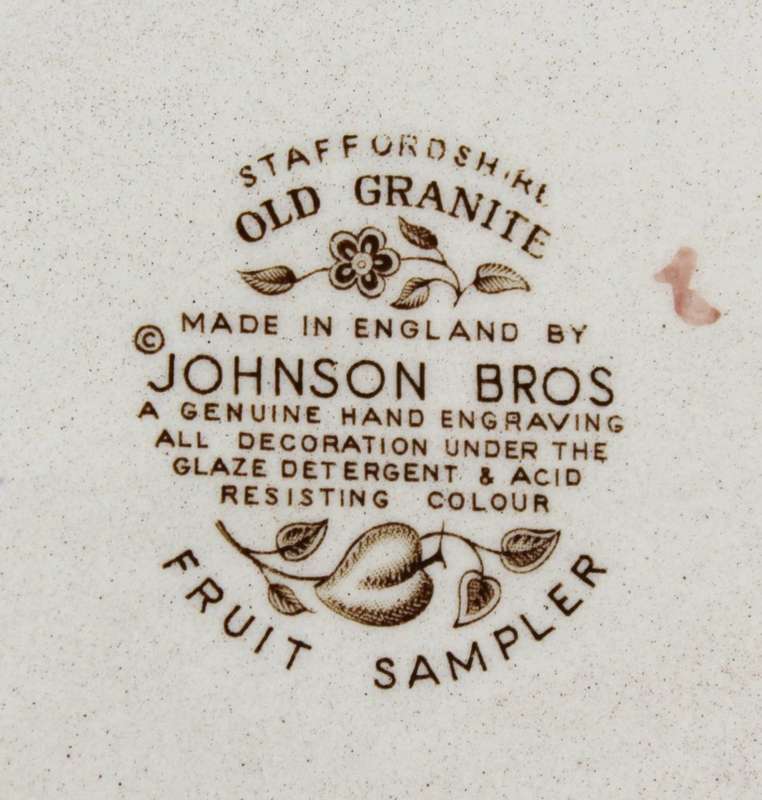 STAFFORDSHIRE
OLD GRANITE
MADE IN ENGLAND BY
©
JOHNSON BROS
A GENUINE HAND ENGRAVING
ALL DECORATION UNDER THE
GLAZE DETERGENT & ACID
RESISTING COLOUR
FRUIT SAMPLER